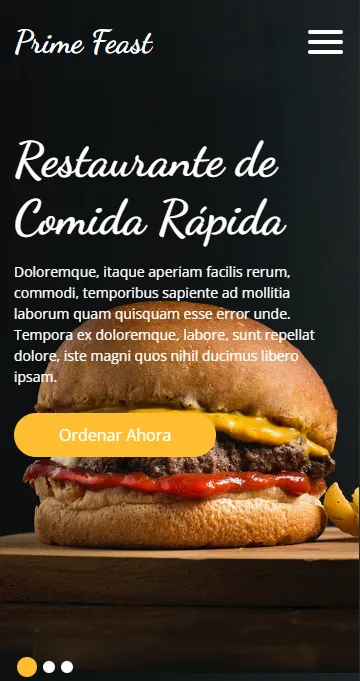 Prime Feast
Restaurante de
Comida Rápida
Doloremque, itaque aperiam facilis rerum,
commodi, temporibus sapiente ad mollitia
laborum quam quisquam esse error unde.
Tempora ex doloremque, labore, sunt repellat
dolore, iste magni quos nihil ducimus libero
ipsam.
Ordenar Ahora